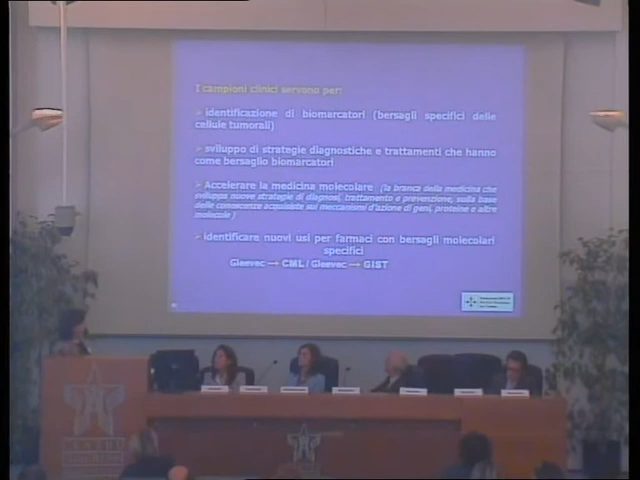 I campioni clinici servono per:
identificazione di biomarcatori (bersagli specifici delle
cellule tumorali)
sviluppo di strategie diagnostiche e trattamenti che hanno
come bersaglio biomarcatori
Accelerare la medicina molecolare (la branca della medicina che
sviluppa nuove strategie di diagnosi, trattamento e prevenzione, sulla base
delle conoscenze acquisite sui meccanismi d'azione di geni, proteine e altre
molecole)
identificare nuovi usi per farmaci con bersagli molecolari
specifici
Gleevec → CML / Gleevec → GIST